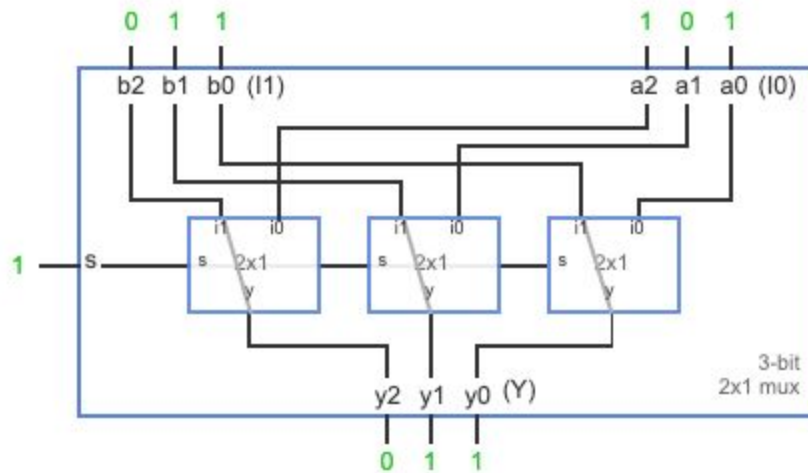 0 1 1 1 0 1
b2 b1 b0 (I1) a2 a1 a0 (I0)
i1 i0 i1 i0 i1 i0
1 s s 2x1 s 2x1 s 2x1
y y y
3-bit
2x1 mux
y2 y1 y0 (Y)
0 1 1